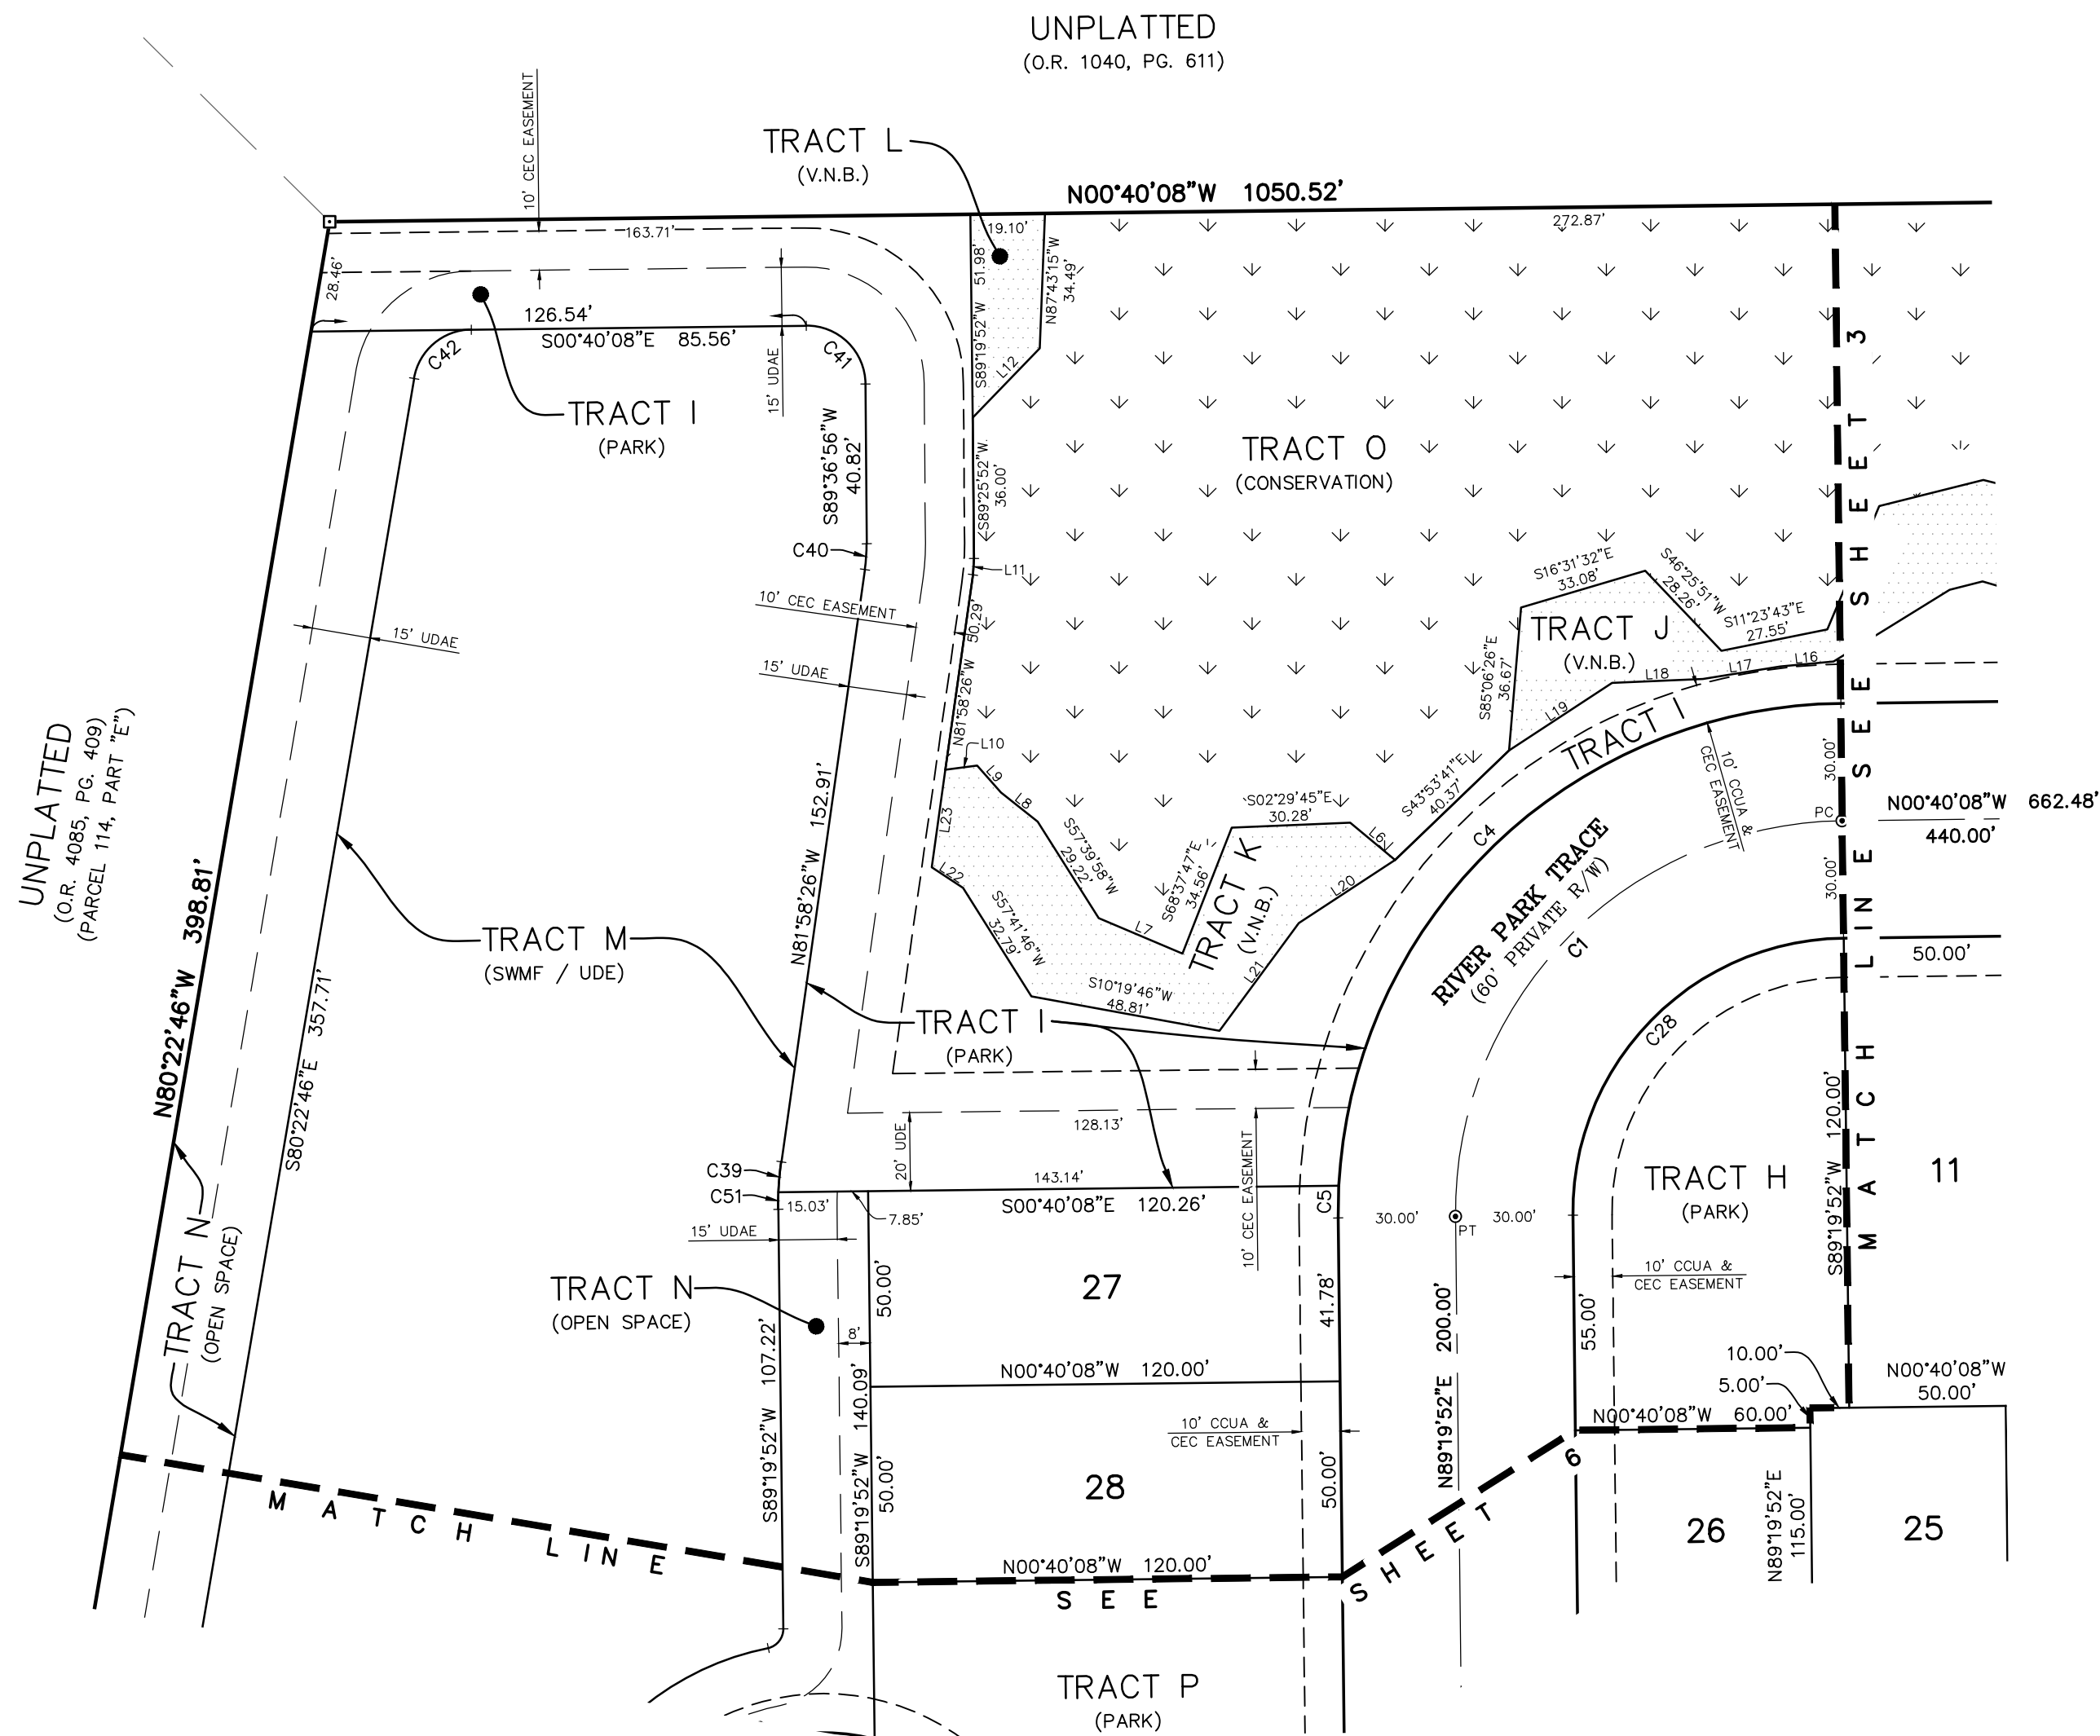 UNPLATTED
(O.R. 1040, PG. 611)
10' CEC EASEMENT
TRACT L
(V.N.B.)
N00°40'08"W 1050.52'
163.71'
19.10'
272.87'
28.46'
S89°19'52"W 51.98'
N87°43'15"W
34.49'
L12
126.54'
S00°40'08"E 85.56'
C42
C41
15' UDAE
TRACT I
(PARK)
S89°36'56"W
40.82'
TRACT O
(CONSERVATION)
S89°25'52"W
36.00'
C40
L11
10' CEC EASEMENT
50.29'
N81°58'26"W
15' UDAE
15' UDAE
S16°31'32"E
33.08'
S46°25'51"W
28.26'
S11°23'43"E
27.55'
TRACT J
(V.N.B.)
S85°06'26"E
36.67'
L16
L17
L18
L19
TRACT I
10' CCUA &
CEC EASEMENT
UNPLATTED
(O.R. 4085, PG. 409)
(PARCEL 114, PART "E")
L10
L9
L8
L23
L22
S57°39'58"W
29.22'
S02°29'45"E
30.28'
S43°53'41"E
40.37'
L6
L7
S68°37'47"E
34.56'
TRACT K
(V.N.B.)
L20
L21
S57°41'46"W
32.79'
S10°19'46"W
48.81'
C4
RIVER PARK TRACE
(60' PRIVATE R/W)
C1
PC
30.00'
30.00'
N00°40'08"W 662.48'
440.00'
50.00'
C28
N81°58'26"W 152.91'
N80°22'46"W 398.81'
S80°22'46"E 357.71'
TRACT M
(SWMF / UDE)
TRACT I
(PARK)
128.13'
20' UDE
10' CEC EASEMENT
C39
C51
143.14'
S00°40'08"E 120.26'
C5
15.03'
7.85'
15' UDAE
30.00'
30.00'
PT
TRACT H
(PARK)
S89°19'52"W 120.00'
11
10' CCUA &
CEC EASEMENT
TRACT N
(OPEN SPACE)
TRACT N
(OPEN SPACE)
27
50.00'
41.78'
8'
N89°19'52"E 200.00'
55.00'
S89°19'52"W 107.22'
S89°19'52"W 140.09'
N00°40'08"W 120.00'
10.00'
5.00'
N00°40'08"W
50.00'
N00°40'08"W 60.00'
10' CCUA &
CEC EASEMENT
28
50.00'
50.00'
N89°19'52"E
115.00'
26
25
N00°40'08"W 120.00'
MATCH LINE SEE SHEET 6
MATCH LINE SEE SHEET 3
TRACT P
(PARK)